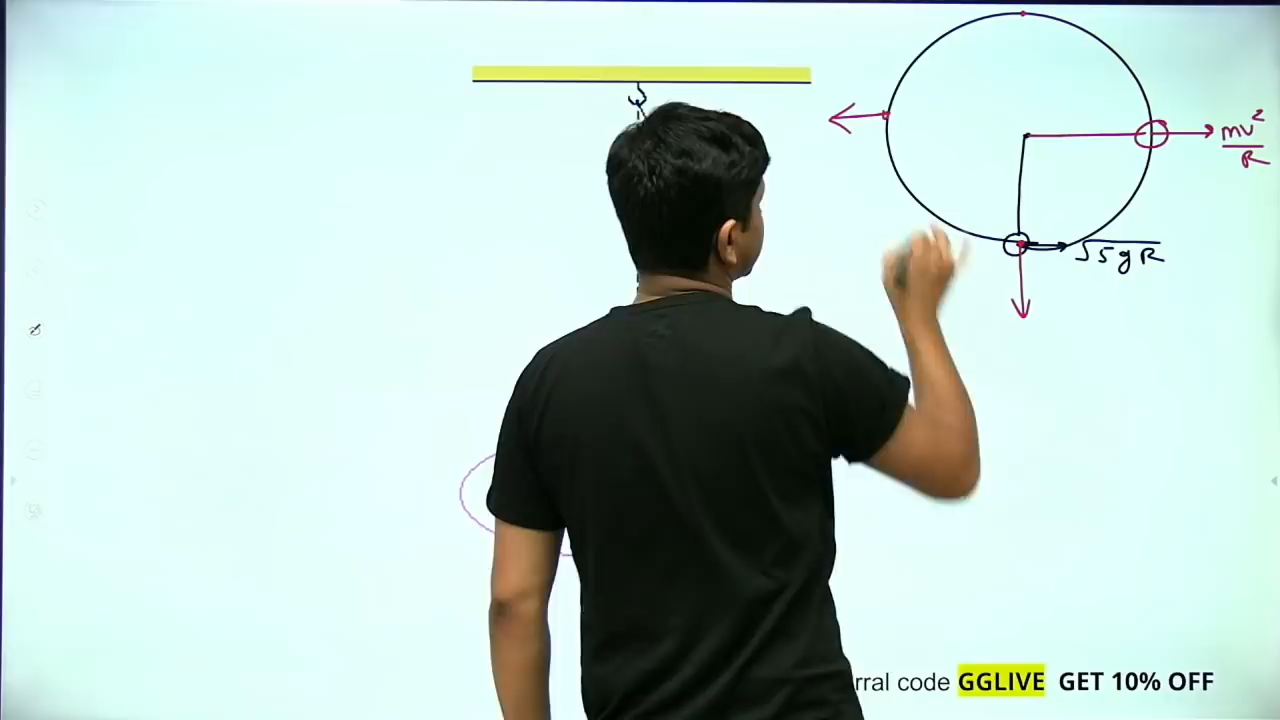 mv²
R
√5gR
rral code GGLIVE GET 10% OFF